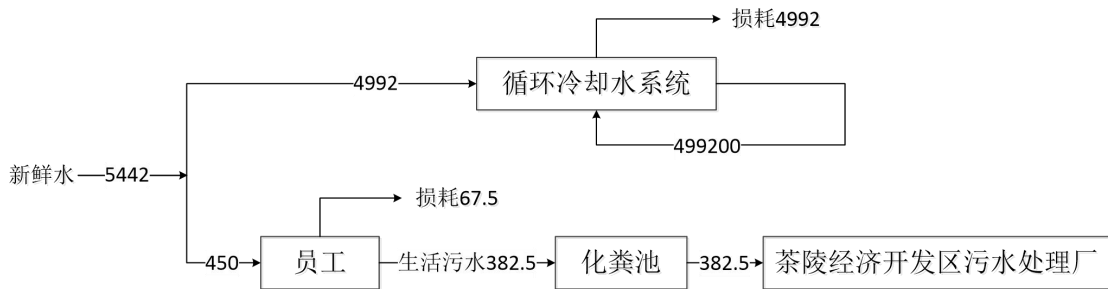 损耗4992
4992
循环冷却水系统
499200
新鲜水
5442
损耗67.5
450
员工
生活污水382.5
化粪池
382.5
茶陵经济开发区污水处理厂